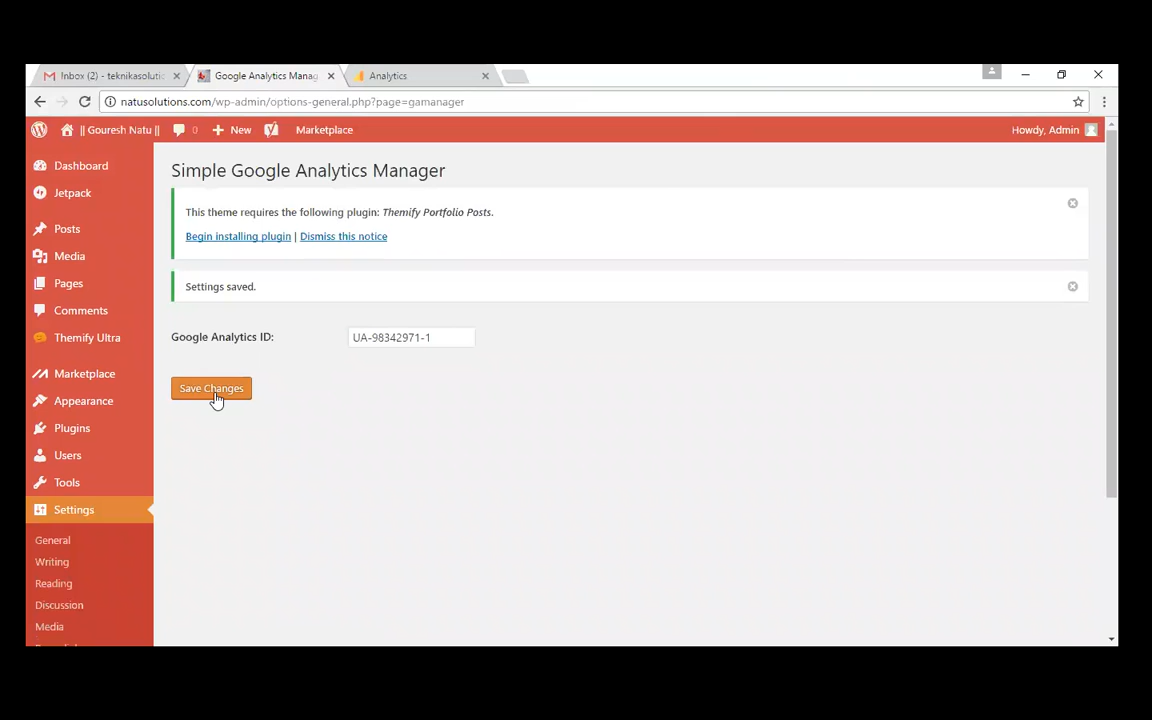 Inbox (2) - teknikasolutic
Google Analytics Manag
Analytics
natusolutions.com/wp-admin/options-general.php?page=gamanager
|| Gouresh Natu ||
0
New
Marketplace
Howdy, Admin
Dashboard
Jetpack
Posts
Media
Pages
Comments
Themify Ultra
Marketplace
Appearance
Plugins
Users
Tools
Settings
General
Writing
Reading
Discussion
Media
Simple Google Analytics Manager
This theme requires the following plugin: Themify Portfolio Posts.
Begin installing plugin | Dismiss this notice
Settings saved.
Google Analytics ID:
UA-98342971-1
Save Changes